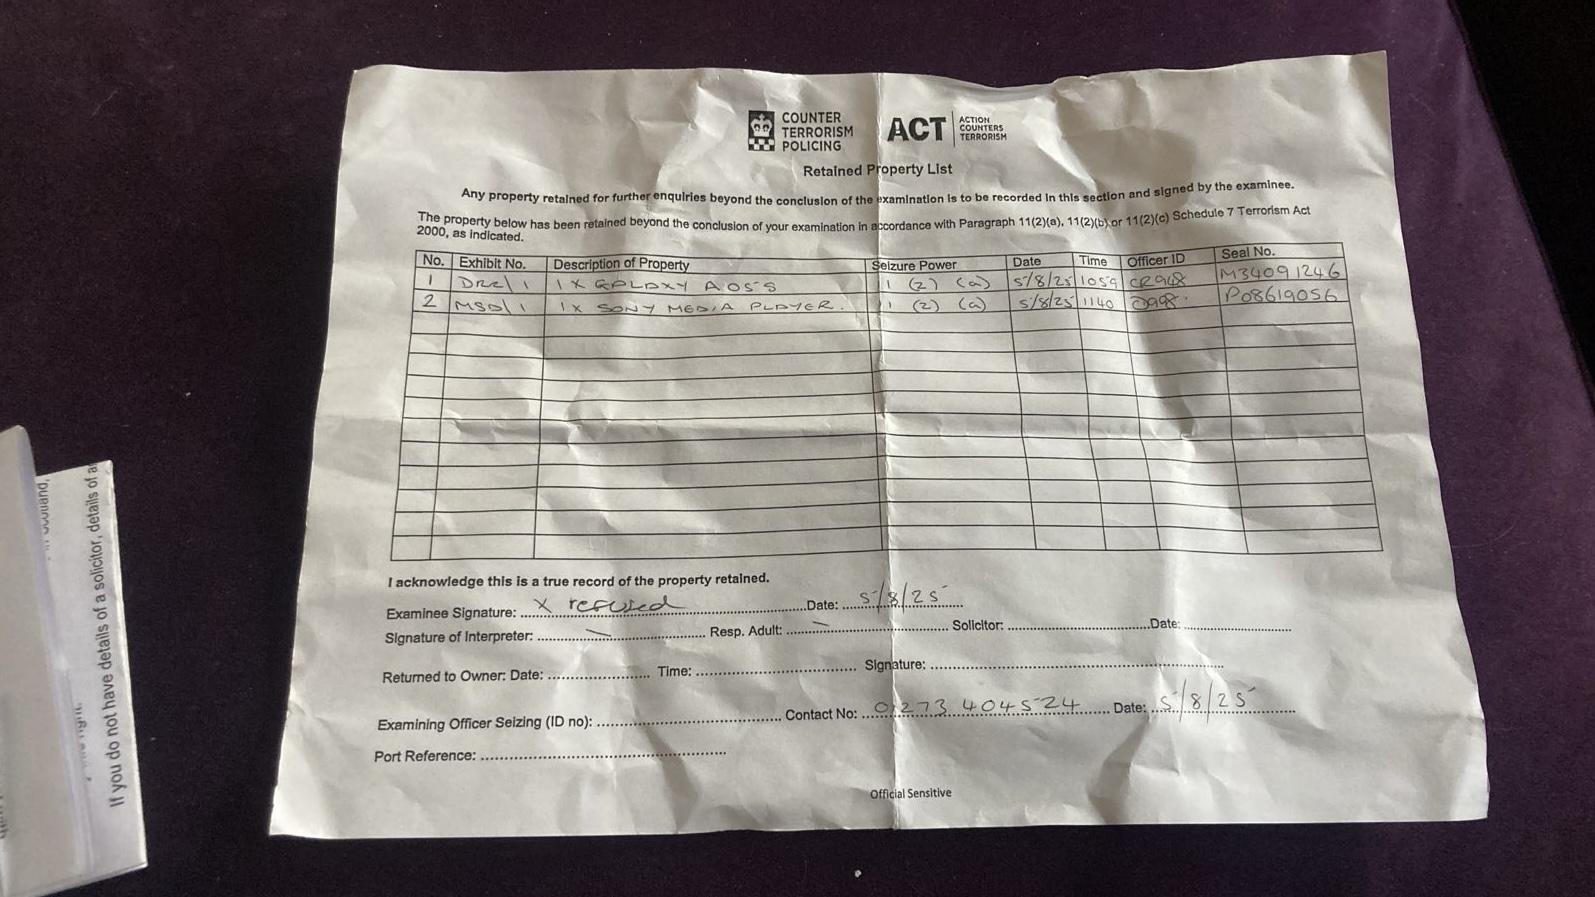 COUNTER
TERRORISM
POLICING
ACT
ACTION
COUNTERS
TERRORISM
Retained Property List
Any property retained for further enquiries beyond the conclusion of the examination is to be recorded in this section and signed by the examinee.
The property below has been retained beyond the conclusion of your examination in accordance with Paragraph 11(2)(a), 11(2)(b) or 11(2)(c) Schedule 7 Terrorism Act
2000, as indicated.
No. Exhibit No. Description of Property Seizure Power Date Time Officer ID Seal No.
1 1 X GALAXY A05S (2) (a) 5/8/25 1059 M34091246
2 MSD/1 1X SONY MEDIA PLAYER. (2) (a) 5/8/25 1140 P08619056
I acknowledge this is a true record of the property retained.
Examinee Signature: X refused Date: 5/8/25
Signature of Interpreter: — Resp. Adult: — Solicitor: Date:
Returned to Owner: Date: Time: Signature:
Examining Officer Seizing (ID no): Contact No: 01273 404524 Date: 5/8/25
Port Reference:
Official Sensitive
If you do not have details of a solicitor, details of a